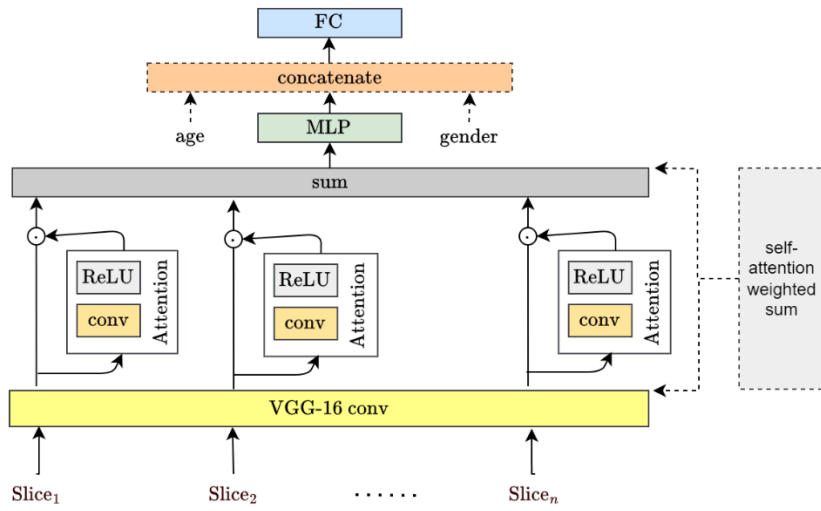 FC
concatenate
age
MLP
gender
sum
ReLU
conv
Attention
ReLU
conv
Attention
ReLU
conv
Attention
self-
attention
weighted
sum
VGG-16 conv
Slice₁
Slice₂
......
Sliceₙ